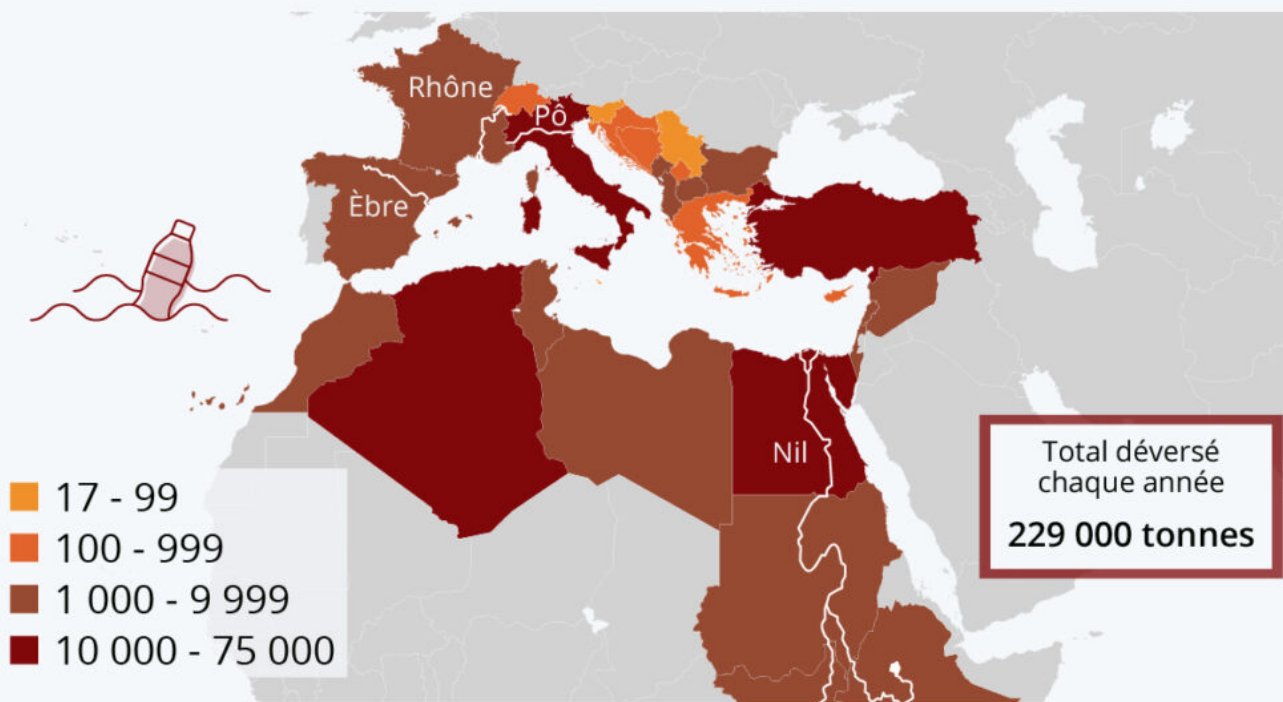 Rhône
Pô
Èbre
Nil
17 - 99
100 - 999
1 000 - 9 999
10 000 - 75 000
Total déversé
chaque année
229 000 tonnes